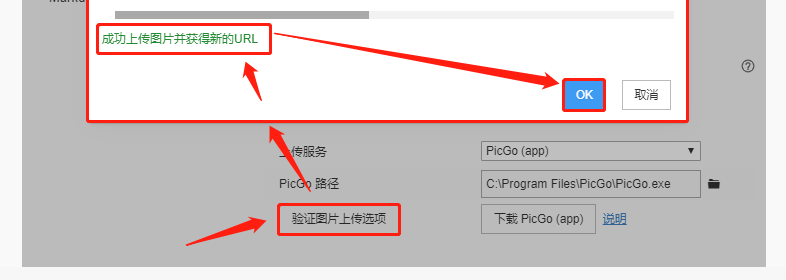 成功上传图片并获得新的URL
OK
取消
上传服务
PicGo (app)
PicGo 路径
C:\Program Files\PicGo\PicGo.exe
验证图片上传选项
下载 PicGo (app)
说明